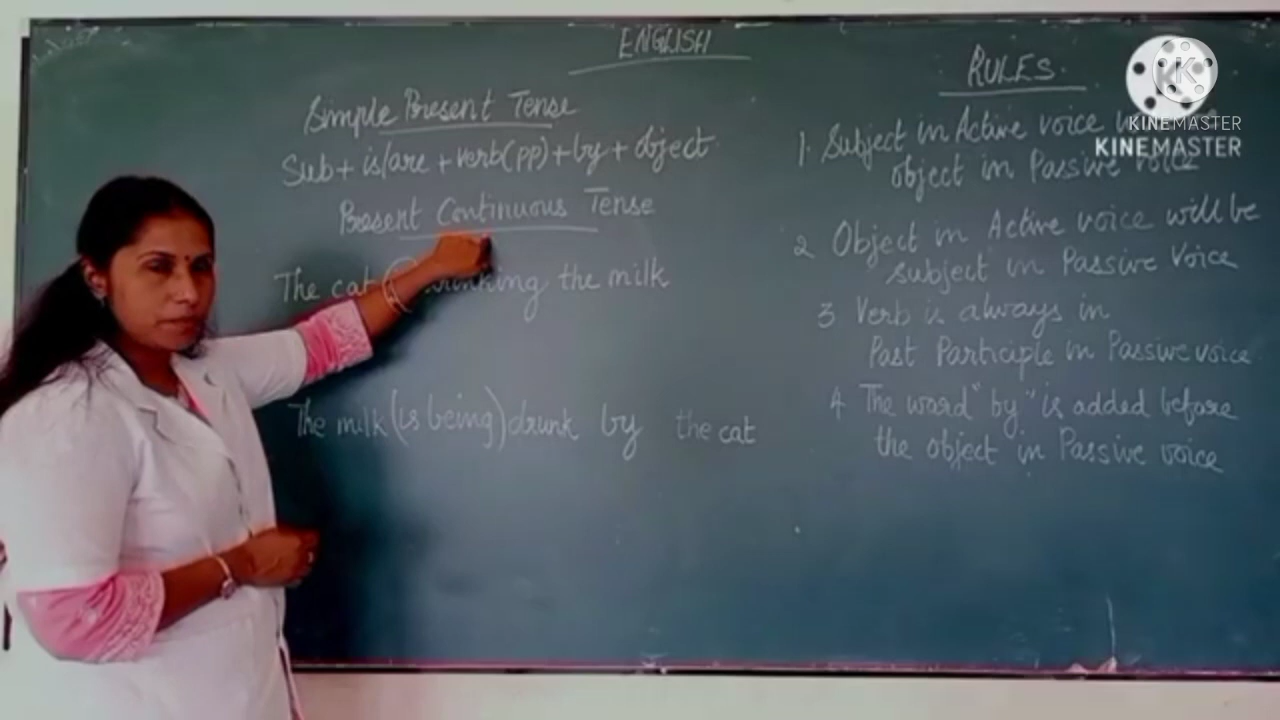 ENGLISH
Simple Present Tense
Sub + is/are + verb(pp) + by + object.
Present Continuous Tense
The cat drinking the milk
The milk (is being) drunk by the cat
RULES.
1. Subject in Active voice
object in Passive voice
2 Object in Active voice will be
subject in Passive Voice
3 Verb is always in
Past Participle in Passive voice
4 The word "by" is added before
the object in Passive voice
KINEMASTER
KINEMASTER